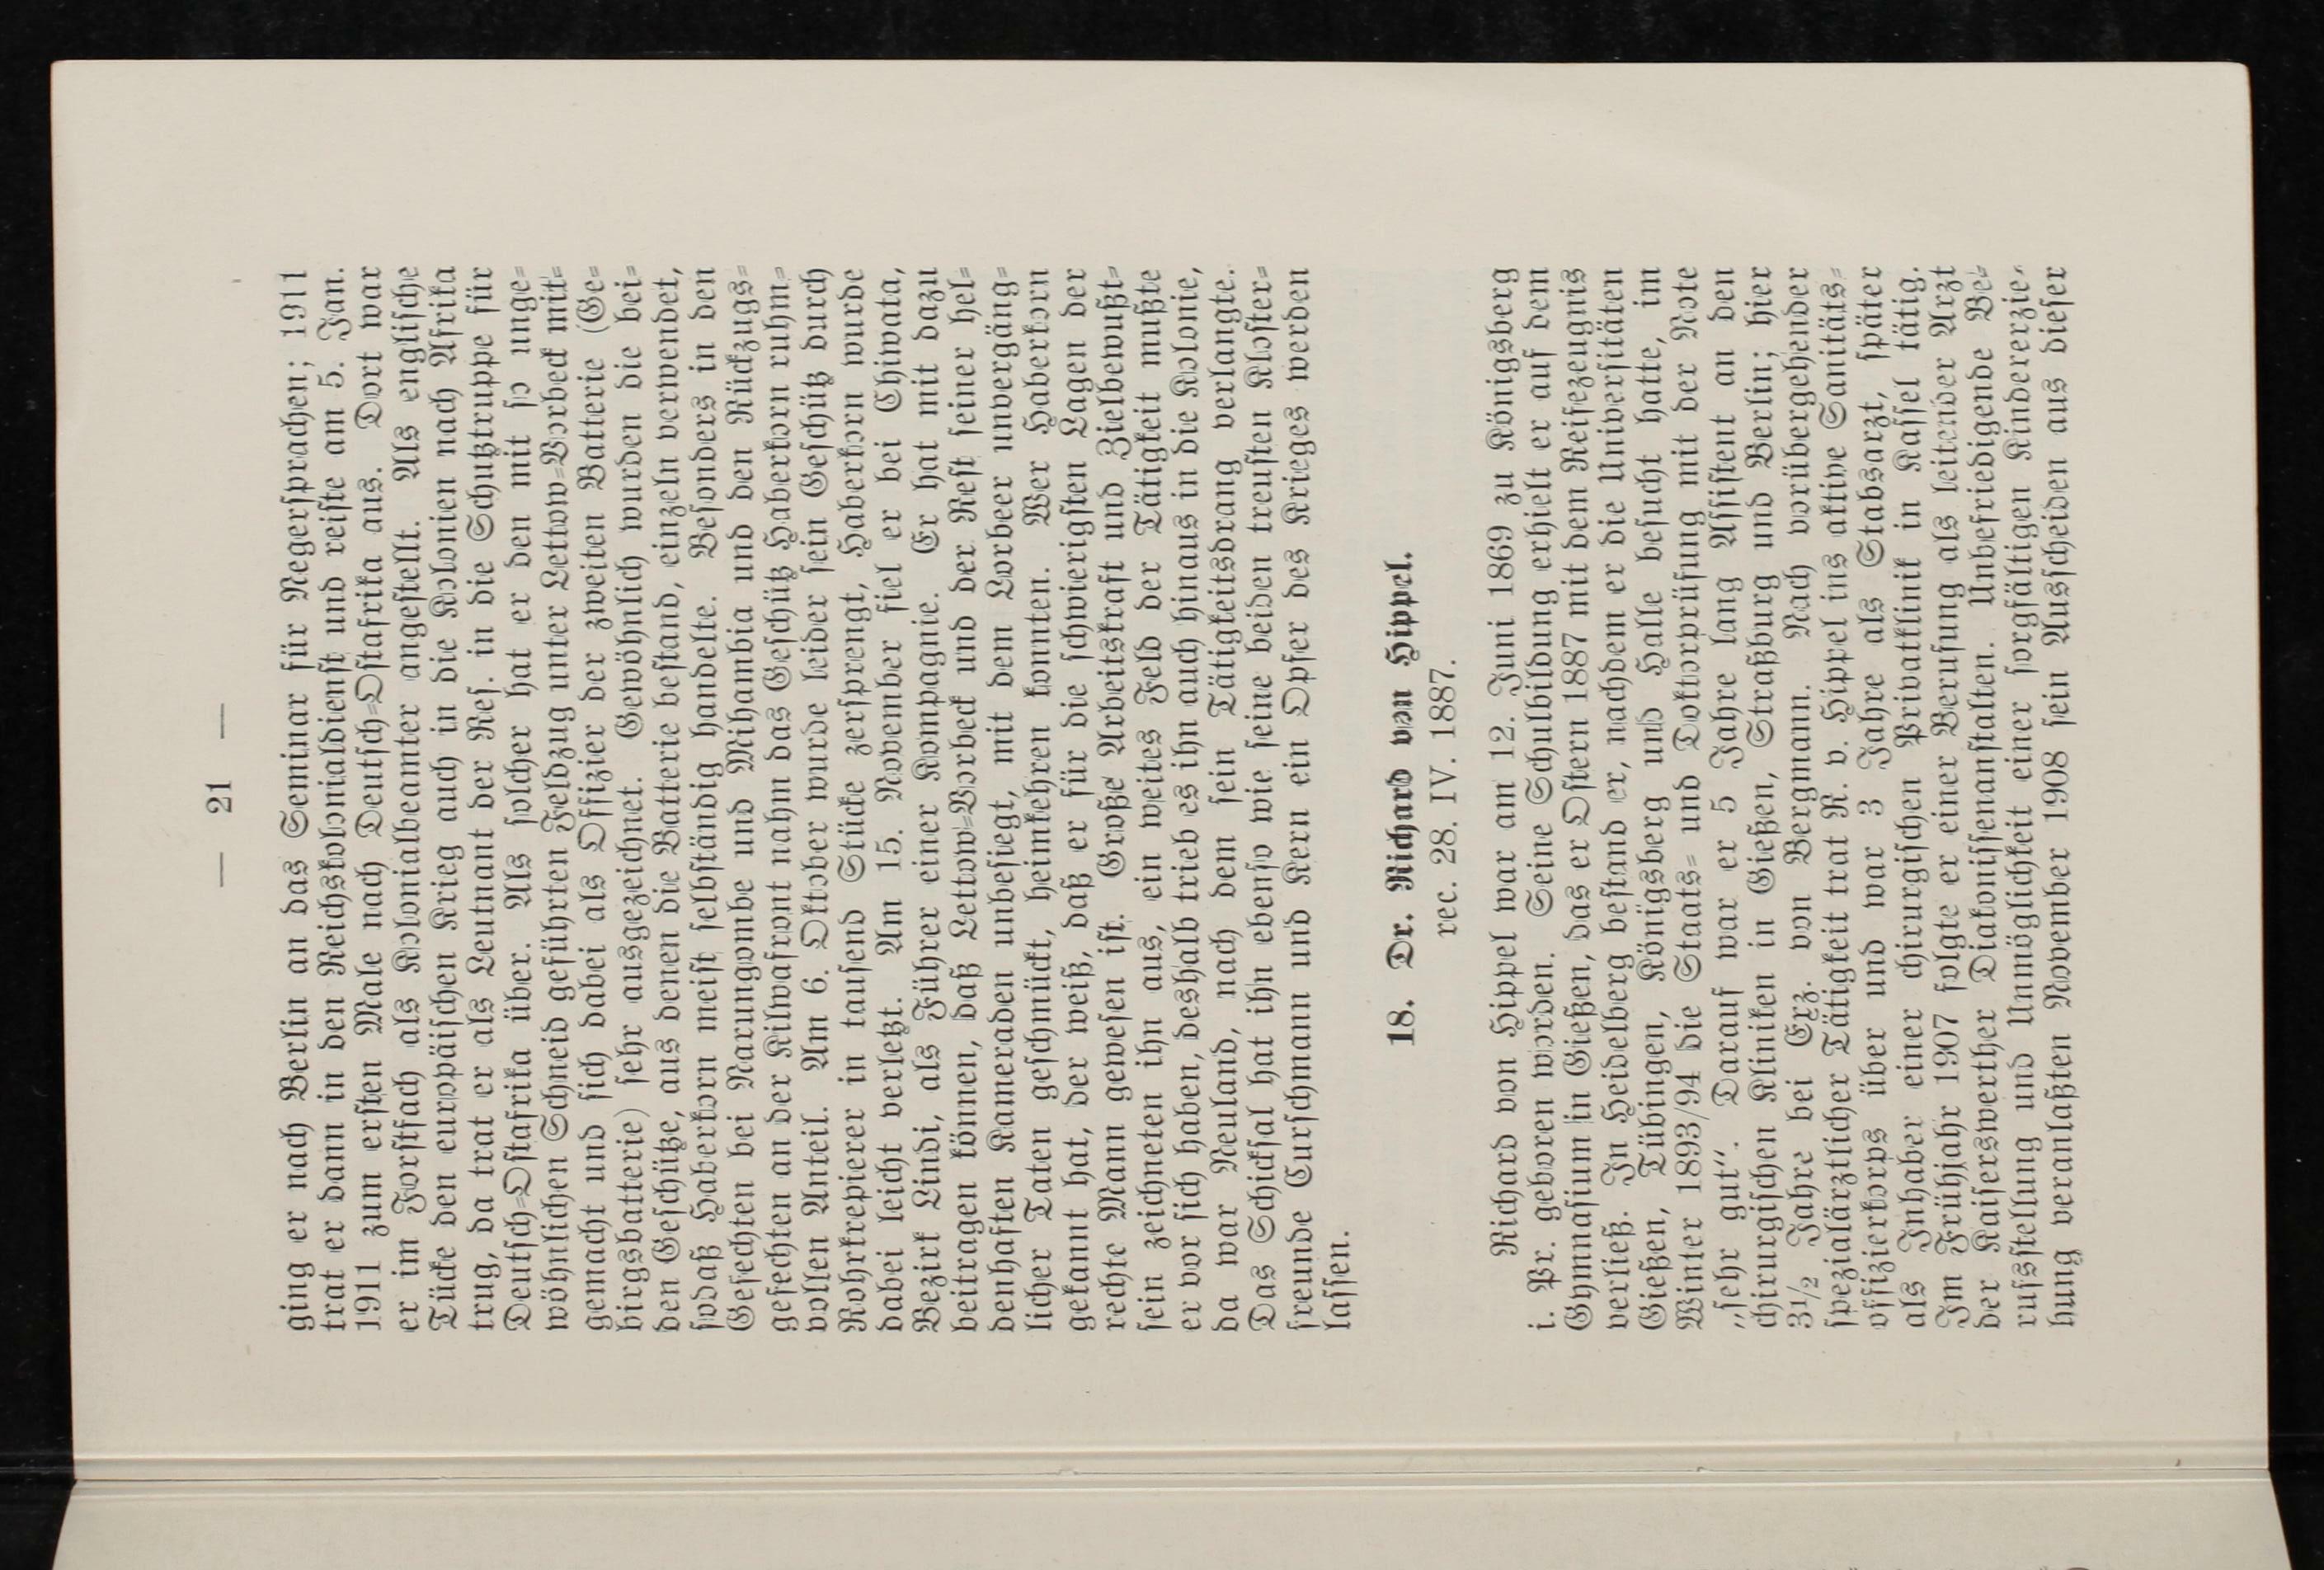 — 21 —
ging er nach Berlin an das Seminar für Negersprachen; 1911
trat er dann in den Reichskolonialdienst und reiste am 5. Jan.
1911 zum ersten Male nach Deutsch-Ostafrika aus. Dort war
er im Forstfach als Kolonialbeamter angestellt. Als englische
Tücke den europäischen Krieg auch in die Kolonien nach Afrika
trug, da trat er als Leutnant der Res. in die Schutztruppe für
Deutsch-Ostafrika über. Als solcher hat er den mit so unge-
wöhnlichen Schneid geführten Feldzug unter Lettow-Vorbeck mit-
gemacht und sich dabei als Offizier der zweiten Batterie (Ge-
birgsbatterie) sehr ausgezeichnet. Gewöhnlich wurden die bei-
den Geschütze, aus denen die Batterie bestand, einzeln verwendet,
sodaß Haberkorn meist selbständig handelte. Besonders in den
Gefechten bei Narungombe und Mihambia und den Rückzugs-
gefechten an der Kilwafront nahm das Geschütz Haberkorn ruhm-
vollen Anteil. Am 6. Oktober wurde leider sein Geschütz durch
Rohrkrepierer in tausend Stücke zersprengt, Haberkorn wurde
dabei leicht verletzt. Am 15. November fiel er bei Chiwata,
Bezirk Lindi, als Führer einer Kompagnie. Er hat mit dazu
beitragen können, daß Lettow-Vorbeck und der Rest seiner hel-
denhaften Kameraden unbesiegt, mit dem Lorbeer unvergäng-
licher Taten geschmückt, heimkehren konnten. Wer Haberkorn
gekannt hat, der weiß, daß er für die schwierigsten Lagen der
rechte Mann gewesen ist. Große Arbeitskraft und Zielbewußt-
sein zeichneten ihn aus, ein weites Feld der Tätigkeit mußte
er vor sich haben, deshalb trieb es ihn auch hinaus in die Kolonie,
da war Neuland, nach dem sein Tätigkeitsdrang verlangte.
Das Schicksal hat ihn ebenso wie seine beiden treusten Kloster-
freunde Curschmann und Kern ein Opfer des Krieges werden
lassen.
18. Dr. Richard von Hippel.
rec. 28. IV. 1887.
Richard von Hippel war am 12. Juni 1869 zu Königsberg
i. Pr. geboren worden. Seine Schulbildung erhielt er auf dem
Gymnasium in Gießen, das er Ostern 1887 mit dem Reifezeugnis
verließ. In Heidelberg bestand er, nachdem er die Universitäten
Gießen, Tübingen, Königsberg und Halle besucht hatte, im
Winter 1893/94 die Staats- und Doktorprüfung mit der Note
„sehr gut“. Darauf war er 5 Jahre lang Assistent an den
chirurgischen Kliniken in Gießen, Straßburg und Berlin; hier
3½ Jahre bei Erz. von Bergmann. Nach vorübergehender
spezialärztlicher Tätigkeit trat R. v. Hippel ins aktive Sanitäts-
offizierkorps über und war 3 Jahre als Stabsarzt, später
als Inhaber einer chirurgischen Privatklinik in Kassel tätig.
Im Frühjahr 1907 folgte er einer Berufung als leitender Arzt
der Kaiserswerther Diakonissenanstalten. Unbefriedigende Be-
rufsstellung und Unmöglichkeit einer sorgfältigen Kindererzie-
hung veranlaßten November 1908 sein Ausscheiden aus dieser